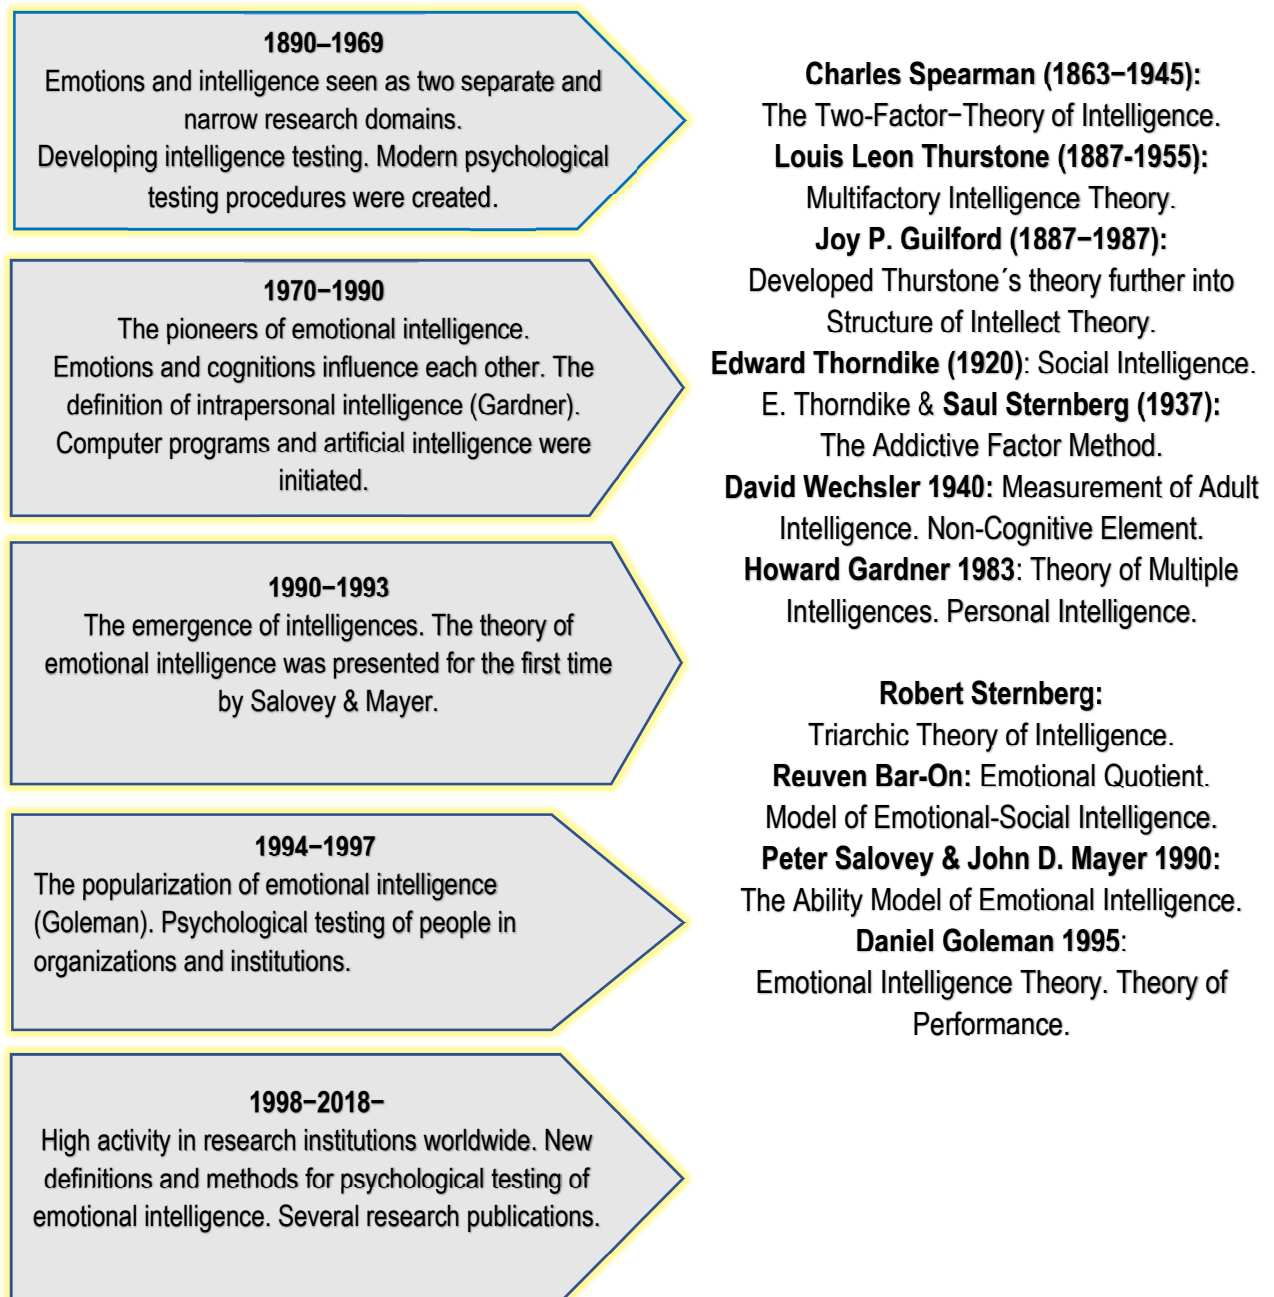 1890–1969
Emotions and intelligence seen as two separate and
narrow research domains.
Developing intelligence testing. Modern psychological
testing procedures were created.
1970−1990
The pioneers of emotional intelligence.
Emotions and cognitions influence each other. The
definition of intrapersonal intelligence (Gardner).
Computer programs and artificial intelligence were
initiated.
1990−1993
The emergence of intelligences. The theory of
emotional intelligence was presented for the first time
by Salovey & Mayer.
1994−1997
The popularization of emotional intelligence
(Goleman). Psychological testing of people in
organizations and institutions.
1998−2018−
High activity in research institutions worldwide. New
definitions and methods for psychological testing of
emotional intelligence. Several research publications.
Charles Spearman (1863−1945):
The Two-Factor−Theory of Intelligence.
Louis Leon Thurstone (1887-1955):
Multifactory Intelligence Theory.
Joy P. Guilford (1887−1987):
Developed Thurstone´s theory further into
Structure of Intellect Theory.
Edward Thorndike (1920): Social Intelligence.
E. Thorndike & Saul Sternberg (1937):
The Addictive Factor Method.
David Wechsler 1940: Measurement of Adult
Intelligence. Non-Cognitive Element.
Howard Gardner 1983: Theory of Multiple
Intelligences. Personal Intelligence.
Robert Sternberg:
Triarchic Theory of Intelligence.
Reuven Bar-On: Emotional Quotient.
Model of Emotional-Social Intelligence.
Peter Salovey & John D. Mayer 1990:
The Ability Model of Emotional Intelligence.
Daniel Goleman 1995:
Emotional Intelligence Theory. Theory of
Performance.